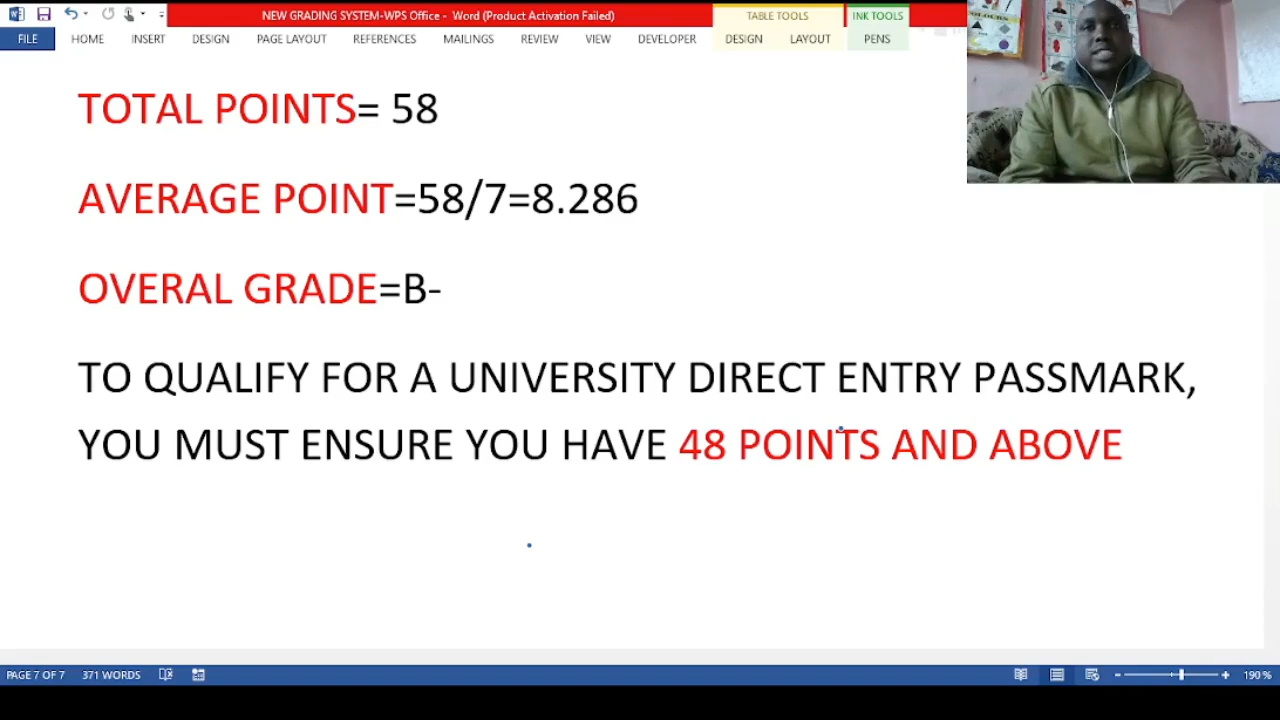 NEW GRADING SYSTEM-WPS Office - Word (Product Activation Failed)
TABLE TOOLS
INK TOOLS
FILE HOME INSERT DESIGN PAGE LAYOUT REFERENCES MAILINGS REVIEW VIEW DEVELOPER DESIGN LAYOUT PENS
TOTAL POINTS= 58
AVERAGE POINT=58/7=8.286
OVERAL GRADE=B-
TO QUALIFY FOR A UNIVERSITY DIRECT ENTRY PASSMARK,
YOU MUST ENSURE YOU HAVE 48 POINTS AND ABOVE
PAGE 7 OF 7 371 WORDS 190 %